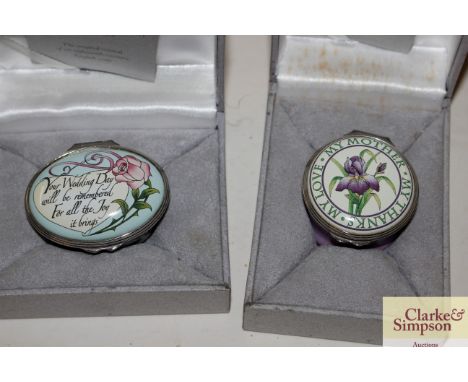 Your Wedding Day
will be remembered
For all the Joy
it brings
MY LOVE • MY MOTHER • MY THANKS •
Clarke &
Simpson
Auctions